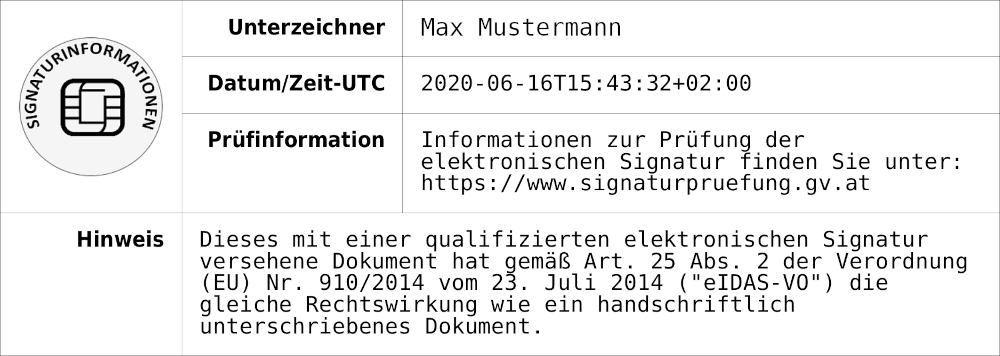 SIGNATURINFORMATIONEN
Unterzeichner Max Mustermann
Datum/Zeit-UTC 2020-06-16T15:43:32+02:00
Prüfinformation Informationen zur Prüfung der
elektronischen Signatur finden Sie unter:
https://www.signaturpruefung.gv.at
Hinweis Dieses mit einer qualifizierten elektronischen Signatur
versehene Dokument hat gemäß Art. 25 Abs. 2 der Verordnung
(EU) Nr. 910/2014 vom 23. Juli 2014 ("eIDAS-VO") die
gleiche Rechtswirkung wie ein handschriftlich
unterschriebenes Dokument.